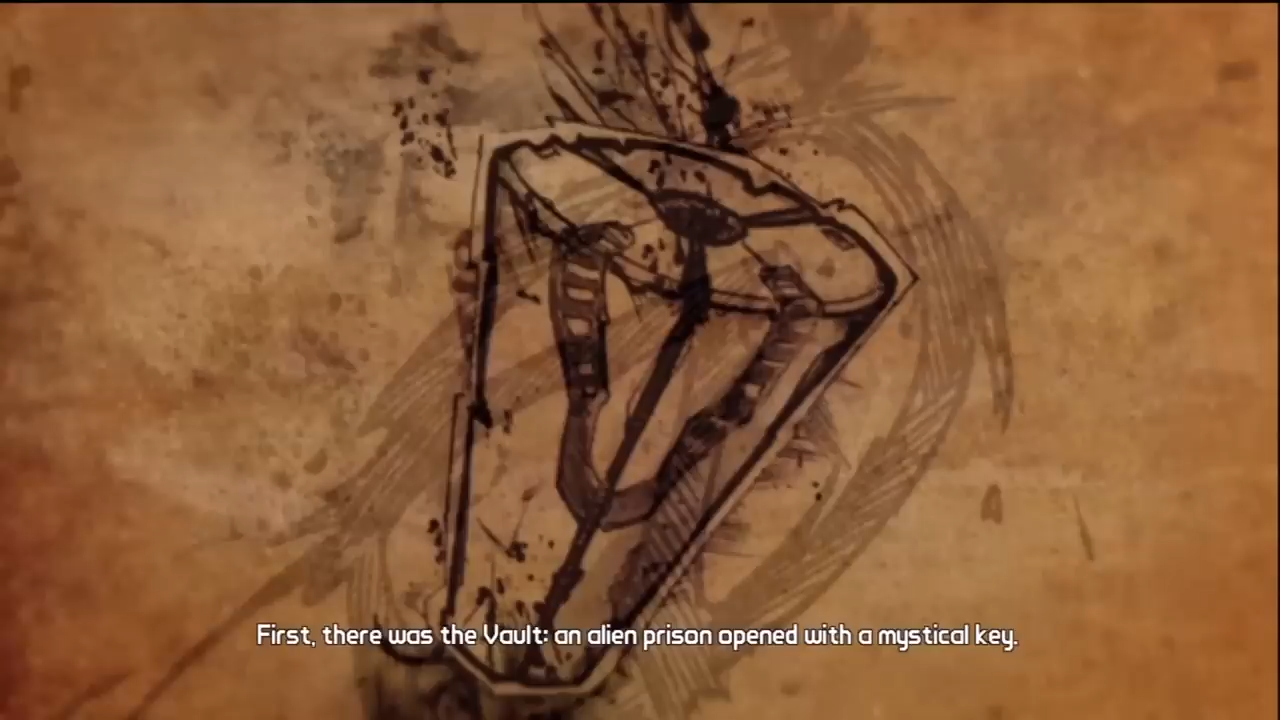 First, there was the Vault: an alien prison opened with a mystical key.